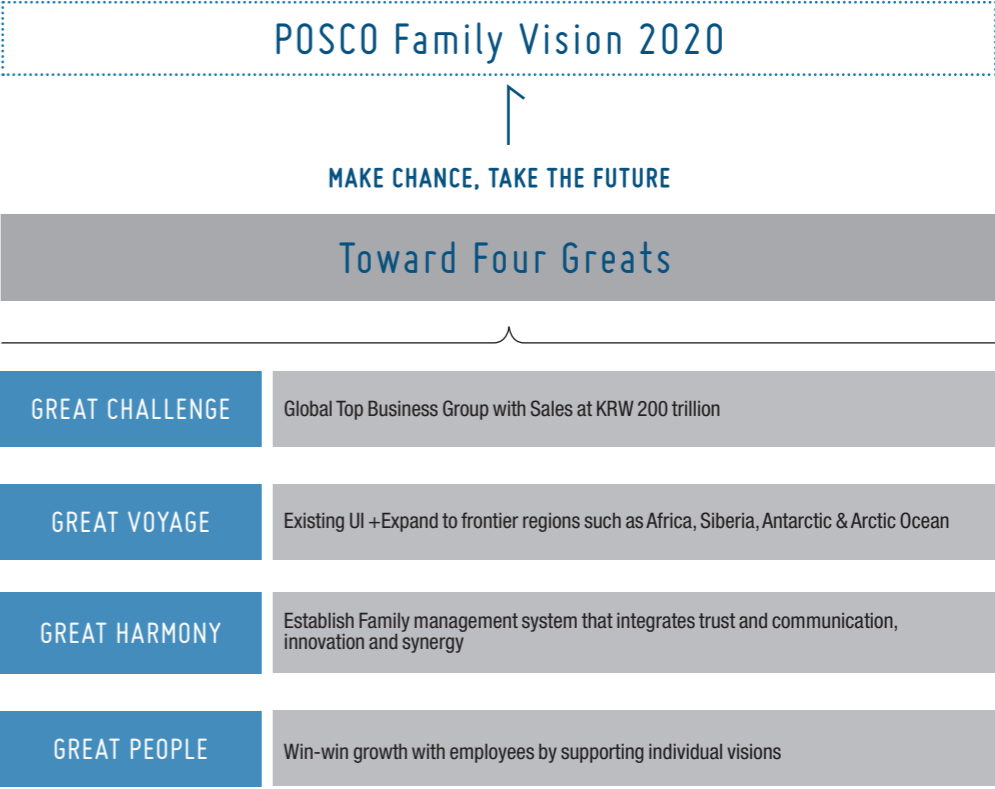 POSCO Family Vision 2020
MAKE CHANCE, TAKE THE FUTURE
Toward Four Greats
GREAT CHALLENGE
Global Top Business Group with Sales at KRW 200 trillion
GREAT VOYAGE
Existing UI +Expand to frontier regions such as Africa, Siberia, Antarctic & Arctic Ocean
GREAT HARMONY
Establish Family management system that integrates trust and communication,
innovation and synergy
GREAT PEOPLE
Win-win growth with employees by supporting individual visions